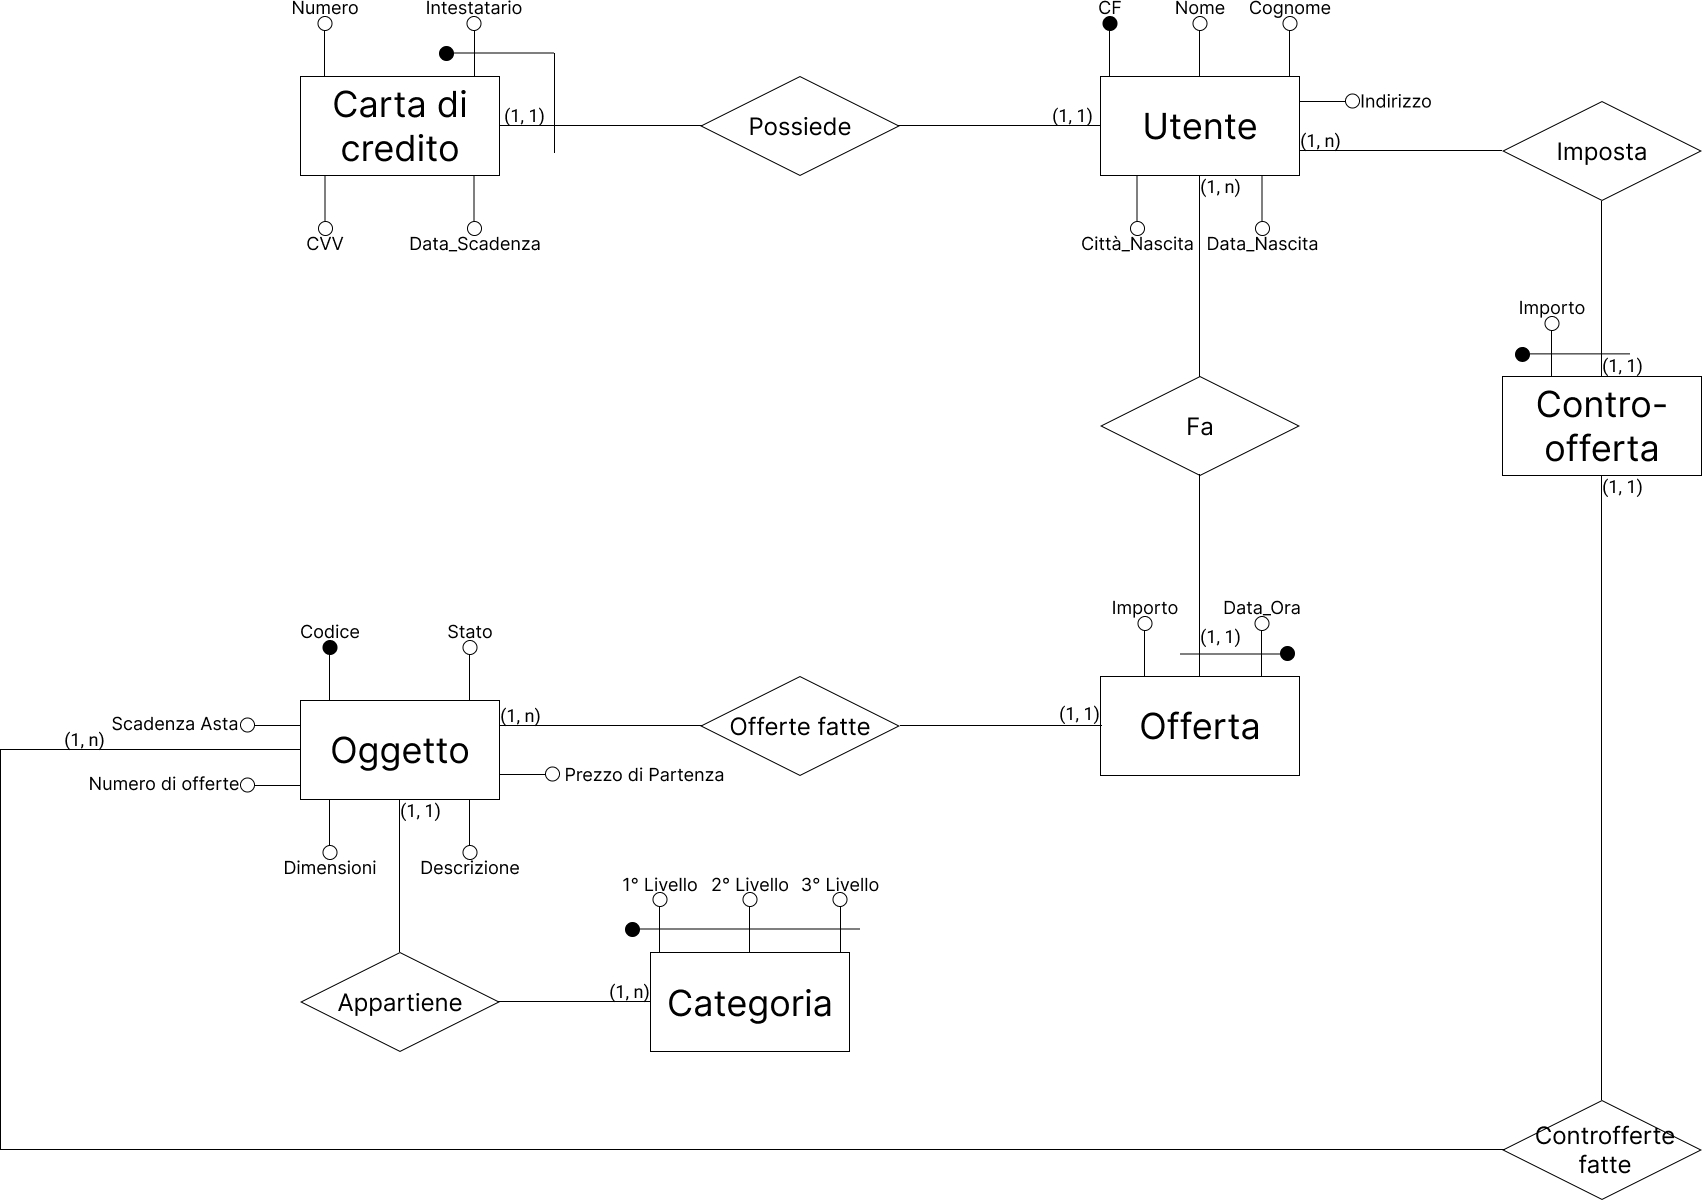 Numero
Intestatario
CF
Nome
Cognome
Carta di
credito
(1, 1)
Possiede
(1, 1)
Utente
Indirizzo
(1, n)
Imposta
(1, n)
CVV
Data_Scadenza
Città_Nascita
Data_Nascita
Importo
(1, 1)
Contro-
offerta
(1, 1)
Fa
Importo
Data_Ora
(1, 1)
Codice
Stato
Scadenza Asta
(1, n)
Oggetto
(1, n)
Offerte fatte
(1, 1)
Offerta
Numero di offerte
Prezzo di Partenza
(1, 1)
Dimensioni
Descrizione
1° Livello
2° Livello
3° Livello
Appartiene
(1, n)
Categoria
Controfferte
fatte